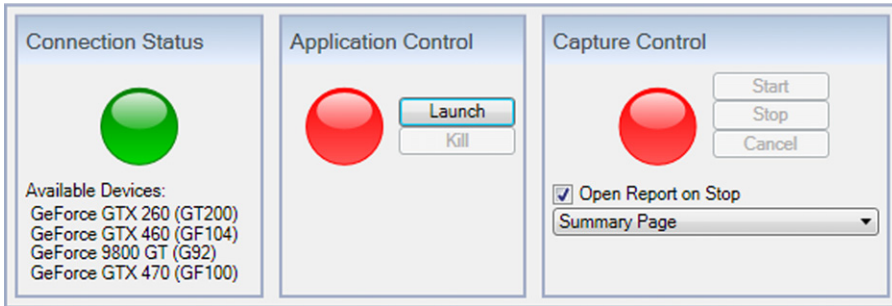 Connection Status
Available Devices:
GeForce GTX 260 (GT200)
GeForce GTX 460 (GF104)
GeForce 9800 GT (G92)
GeForce GTX 470 (GF100)
Application Control
Launch
Kill
Capture Control
Start
Stop
Cancel
Open Report on Stop
Summary Page